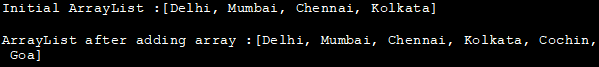 Initial ArrayList :[Delhi, Mumbai, Chennai, Kolkata]
ArrayList after adding array :[Delhi, Mumbai, Chennai, Kolkata, Cochin,
Goa]